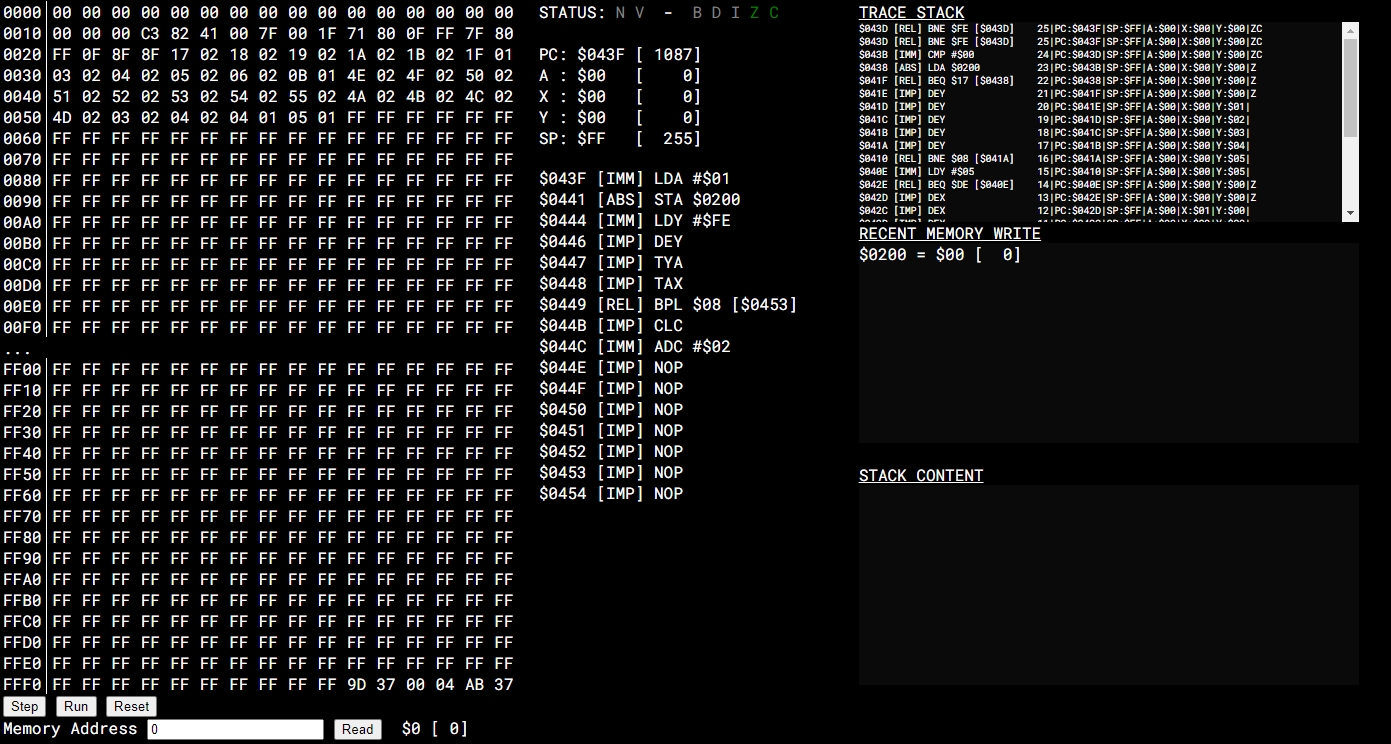 0000 00 00 00 00 00 00 00 00 00 00 00 00 00 00 00 00
0010 00 00 00 C3 82 41 00 7F 00 1F 71 80 0F FF 7F 80
0020 FF 0F 8F 8F 17 02 18 02 19 02 1A 02 1B 02 1F 01
0030 03 02 04 02 05 02 06 02 0B 01 4E 02 4F 02 50 02
0040 51 02 52 02 53 02 54 02 55 02 4A 02 4B 02 4C 02
0050 4D 02 03 02 04 02 04 01 05 01 FF FF FF FF FF FF
0060 FF FF FF FF FF FF FF FF FF FF FF FF FF FF FF FF
0070 FF FF FF FF FF FF FF FF FF FF FF FF FF FF FF FF
0080 FF FF FF FF FF FF FF FF FF FF FF FF FF FF FF FF
0090 FF FF FF FF FF FF FF FF FF FF FF FF FF FF FF FF
00A0 FF FF FF FF FF FF FF FF FF FF FF FF FF FF FF FF
00B0 FF FF FF FF FF FF FF FF FF FF FF FF FF FF FF FF
00C0 FF FF FF FF FF FF FF FF FF FF FF FF FF FF FF FF
00D0 FF FF FF FF FF FF FF FF FF FF FF FF FF FF FF FF
00E0 FF FF FF FF FF FF FF FF FF FF FF FF FF FF FF FF
00F0 FF FF FF FF FF FF FF FF FF FF FF FF FF FF FF FF
...
FF00 FF FF FF FF FF FF FF FF FF FF FF FF FF FF FF FF
FF10 FF FF FF FF FF FF FF FF FF FF FF FF FF FF FF FF
FF20 FF FF FF FF FF FF FF FF FF FF FF FF FF FF FF FF
FF30 FF FF FF FF FF FF FF FF FF FF FF FF FF FF FF FF
FF40 FF FF FF FF FF FF FF FF FF FF FF FF FF FF FF FF
FF50 FF FF FF FF FF FF FF FF FF FF FF FF FF FF FF FF
FF60 FF FF FF FF FF FF FF FF FF FF FF FF FF FF FF FF
FF70 FF FF FF FF FF FF FF FF FF FF FF FF FF FF FF FF
FF80 FF FF FF FF FF FF FF FF FF FF FF FF FF FF FF FF
FF90 FF FF FF FF FF FF FF FF FF FF FF FF FF FF FF FF
FFA0 FF FF FF FF FF FF FF FF FF FF FF FF FF FF FF FF
FFB0 FF FF FF FF FF FF FF FF FF FF FF FF FF FF FF FF
FFC0 FF FF FF FF FF FF FF FF FF FF FF FF FF FF FF FF
FFD0 FF FF FF FF FF FF FF FF FF FF FF FF FF FF FF FF
FFE0 FF FF FF FF FF FF FF FF FF FF FF FF FF FF FF FF
FFF0 FF FF FF FF FF FF FF FF FF FF 9D 37 00 04 AB 37
Step Run Reset
Memory Address 0 Read $0 [ 0]
STATUS: N V - B D I Z C
PC: $043F [ 1087]
A : $00 [ 0]
X : $00 [ 0]
Y : $00 [ 0]
SP: $FF [ 255]
$043F [IMM] LDA #$01
$0441 [ABS] STA $0200
$0444 [IMM] LDY #$FE
$0446 [IMP] DEY
$0447 [IMP] TYA
$0448 [IMP] TAX
$0449 [REL] BPL $08 [$0453]
$044B [IMP] CLC
$044C [IMM] ADC #$02
$044E [IMP] NOP
$044F [IMP] NOP
$0450 [IMP] NOP
$0451 [IMP] NOP
$0452 [IMP] NOP
$0453 [IMP] NOP
$0454 [IMP] NOP
TRACE STACK
$043D [REL] BNE $FE [$043D] 25|PC:$043F|SP:$FF|A:$00|X:$00|Y:$00|ZC
$043D [REL] BNE $FE [$043D] 25|PC:$043F|SP:$FF|A:$00|X:$00|Y:$00|ZC
$043B [IMM] CMP #$00 24|PC:$043D|SP:$FF|A:$00|X:$00|Y:$00|ZC
$0438 [ABS] LDA $0200 23|PC:$043B|SP:$FF|A:$00|X:$00|Y:$00|Z
$041F [REL] BEQ $17 [$0438] 22|PC:$0438|SP:$FF|A:$00|X:$00|Y:$00|Z
$041E [IMP] DEY 21|PC:$041F|SP:$FF|A:$00|X:$00|Y:$00|Z
$041D [IMP] DEY 20|PC:$041E|SP:$FF|A:$00|X:$00|Y:$01|
$041C [IMP] DEY 19|PC:$041D|SP:$FF|A:$00|X:$00|Y:$02|
$041B [IMP] DEY 18|PC:$041C|SP:$FF|A:$00|X:$00|Y:$03|
$041A [IMP] DEY 17|PC:$041B|SP:$FF|A:$00|X:$00|Y:$04|
$0410 [REL] BNE $08 [$041A] 16|PC:$041A|SP:$FF|A:$00|X:$00|Y:$05|
$040E [IMM] LDY #$05 15|PC:$0410|SP:$FF|A:$00|X:$00|Y:$05|
$042E [REL] BEQ $DE [$040E] 14|PC:$040E|SP:$FF|A:$00|X:$00|Y:$00|Z
$042D [IMP] DEX 13|PC:$042E|SP:$FF|A:$00|X:$00|Y:$00|Z
$042C [IMP] DEX 12|PC:$042D|SP:$FF|A:$00|X:$01|Y:$00|
RECENT MEMORY WRITE
$0200 = $00 [ 0]
STACK CONTENT